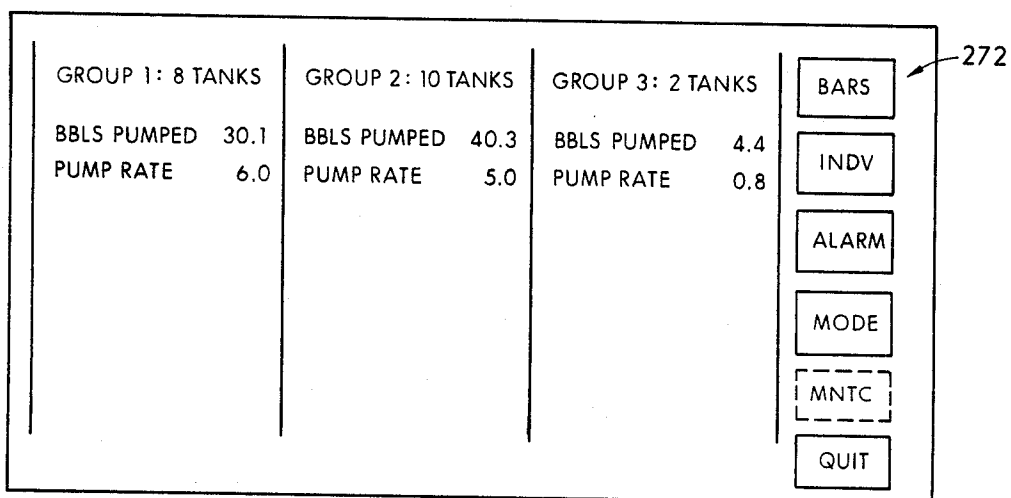 GROUP 1: 8 TANKS
BBLS PUMPED 30.1
PUMP RATE 6.0
GROUP 2: 10 TANKS
BBLS PUMPED 40.3
PUMP RATE 5.0
GROUP 3: 2 TANKS
BBLS PUMPED 4.4
PUMP RATE 0.8
BARS
INDV
ALARM
MODE
MNTC
QUIT
272